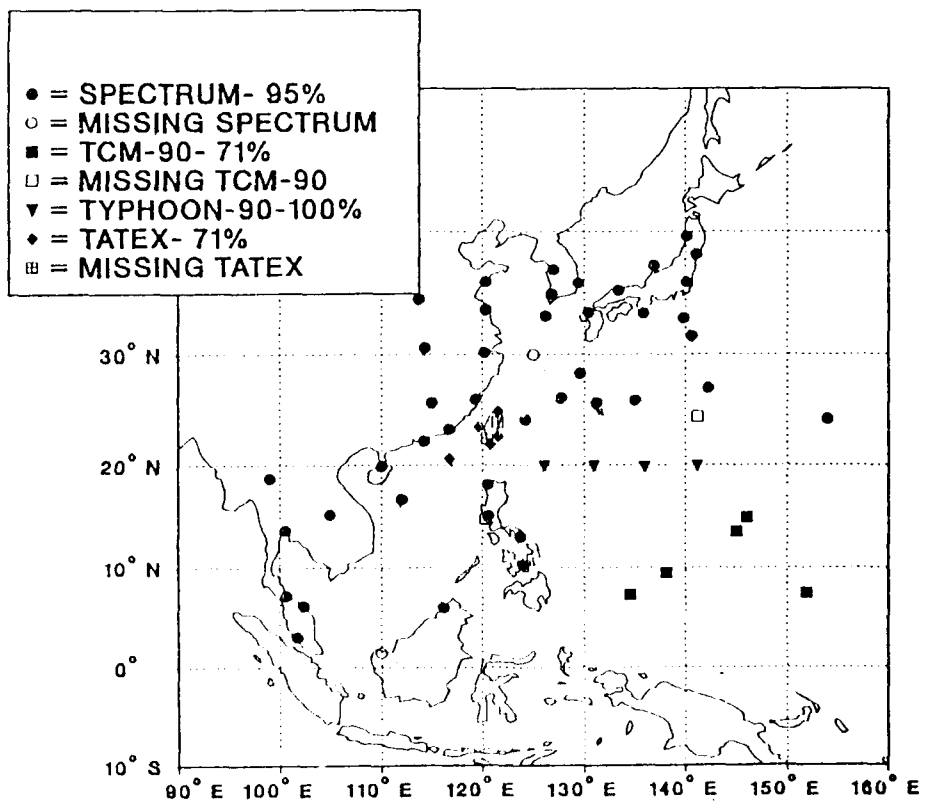 ● = SPECTRUM- 95%
○ = MISSING SPECTRUM
■ = TCM-90- 71%
□ = MISSING TCM-90
▼ = TYPHOON-90-100%
◆ = TATEX- 71%
⊞ = MISSING TATEX
30° N
20° N
10° N
0°
10° S
90° E 100° E 110° E 120° E 130° E 140° E 150° E 160° E